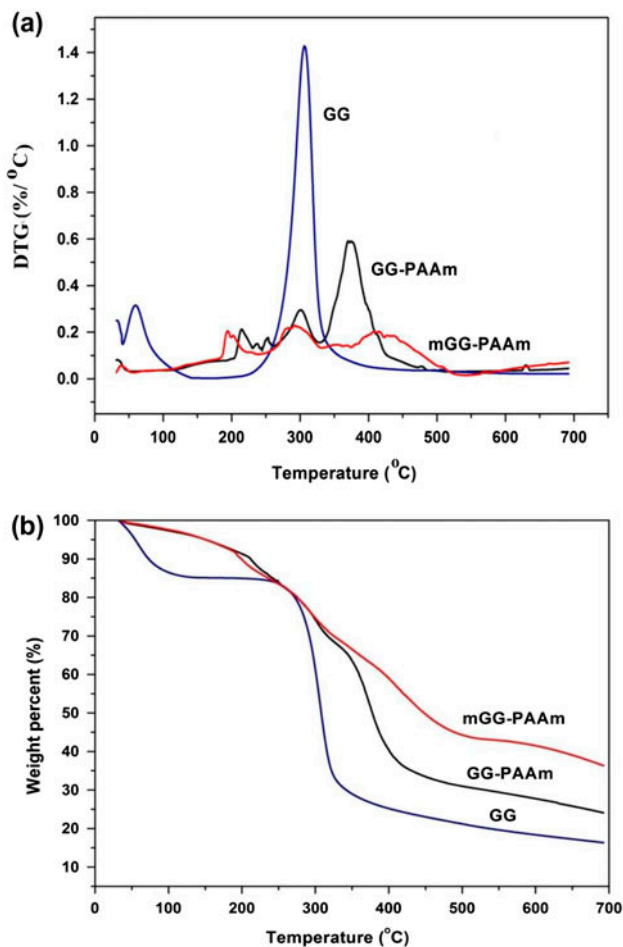 (a)
1.4
1.2
1.0
0.8
0.6
0.4
0.2
0.0
DTG (%/ ⁰C)
GG
GG-PAAm
mGG-PAAm
0 100 200 300 400 500 600 700
Temperature (⁰C)
(b)
100
90
80
70
60
50
40
30
20
10
Weight percent (%)
mGG-PAAm
GG-PAAm
GG
0 100 200 300 400 500 600 700
Temperature (°C)